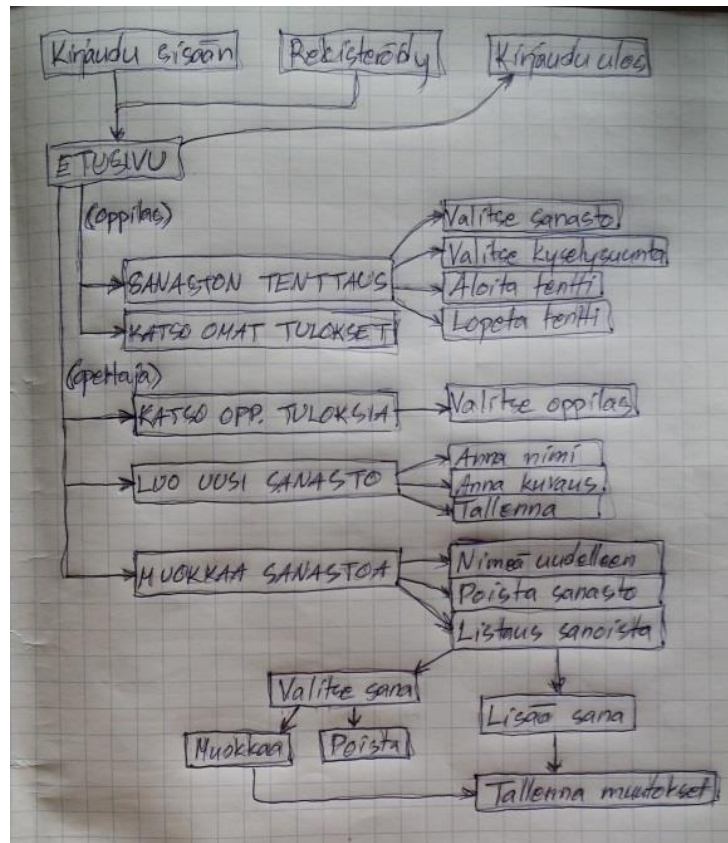 Kirjaudu sisään
Rekisteröidy
Kirjaudu ulos
ETUSIVU
(oppilas)
Valitse sanasto
Valitse kyselysuunta
SANASTON TENTTAUS
Aloita tentti
Lopeta tentti
KATSO OMAT TULOKSET
(opettaja)
KATSO OPP. TULOKSIA
Valitse oppilas
Anna nimi
LUO UUSI SANASTO
Anna kuvaus
Tallenna
MUOKKAA SANASTOA
Nimeä uudelleen
Poista sanasto
Listaus sanoista
Valitse sana
Lisää sana
Muokkaa
Poista
Tallenna muutokset